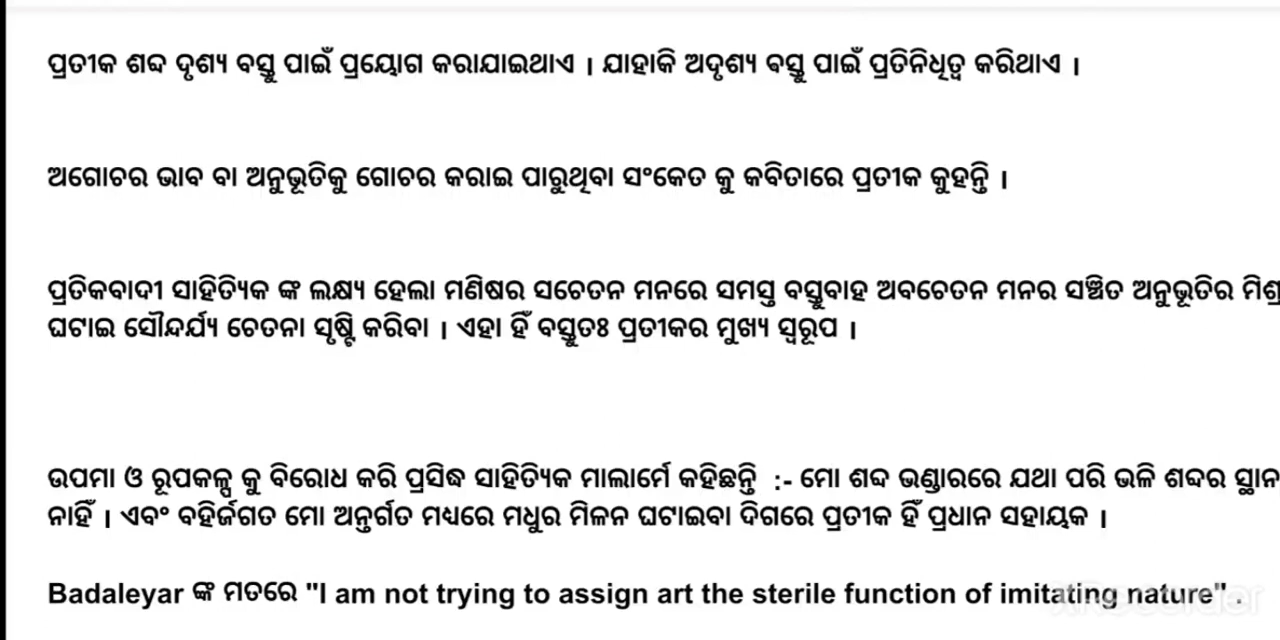 ପ୍ରତୀକ ଶବ୍ଦ ଦୃଶ୍ୟ ବସ୍ତୁ ପାଇଁ ପ୍ରୟୋଗ କରାଯାଇଥାଏ । ଯାହାକି ଅଦୃଶ୍ୟ ବସ୍ତୁ ପାଇଁ ପ୍ରତିନିଧିତ୍ଵ କରିଥାଏ ।
ଅଗୋଚର ଭାବ ବା ଅନୁଭୂତିକୁ ଗୋଚର କରାଇ ପାରୁଥିବା ସଂକେତ କୁ କବିତାରେ ପ୍ରତୀକ କୁହନ୍ତି ।
ପ୍ରତିକବାଦୀ ସାହିତ୍ୟିକ ଙ୍କ ଲକ୍ଷ୍ୟ ହେଲା ମଣିଷର ସଚେତନ ମନରେ ସମସ୍ତ ବସ୍ତୁବାହ ଅବଚେତନ ମନର ସଞ୍ଚିତ ଅନୁଭୂତିର ମିଶ୍ର
ଘଟାଇ ସୌନ୍ଦର୍ଯ୍ୟ ଚେତନା ସୃଷ୍ଟି କରିବା । ଏହା ହିଁ ବସ୍ତୁତଃ ପ୍ରତୀକର ମୁଖ୍ୟ ସ୍ୱରୂପ ।
ଉପମା ଓ ରୂପକଳ୍ପ କୁ ବିରୋଧ କରି ପ୍ରସିଦ୍ଧ ସାହିତ୍ୟିକ ମାଲାର୍ମେ କହିଛନ୍ତି :- ମୋ ଶବ୍ଦ ଭଣ୍ଡାରରେ ଯଥା ପରି ଭଳି ଶବ୍ଦର ସ୍ଥାନ
ନାହିଁ । ଏବଂ ବହିର୍ଜଗତ ମୋ ଅନ୍ତର୍ଗତ ମଧ୍ୟରେ ମଧୁର ମିଳନ ଘଟାଇବା ଦିଗରେ ପ୍ରତୀକ ହିଁ ପ୍ରଧାନ ସହାୟକ ।
Badaleyar ଙ୍କ ମତରେ "I am not trying to assign art the sterile function of imitating nature" .
XRecorder